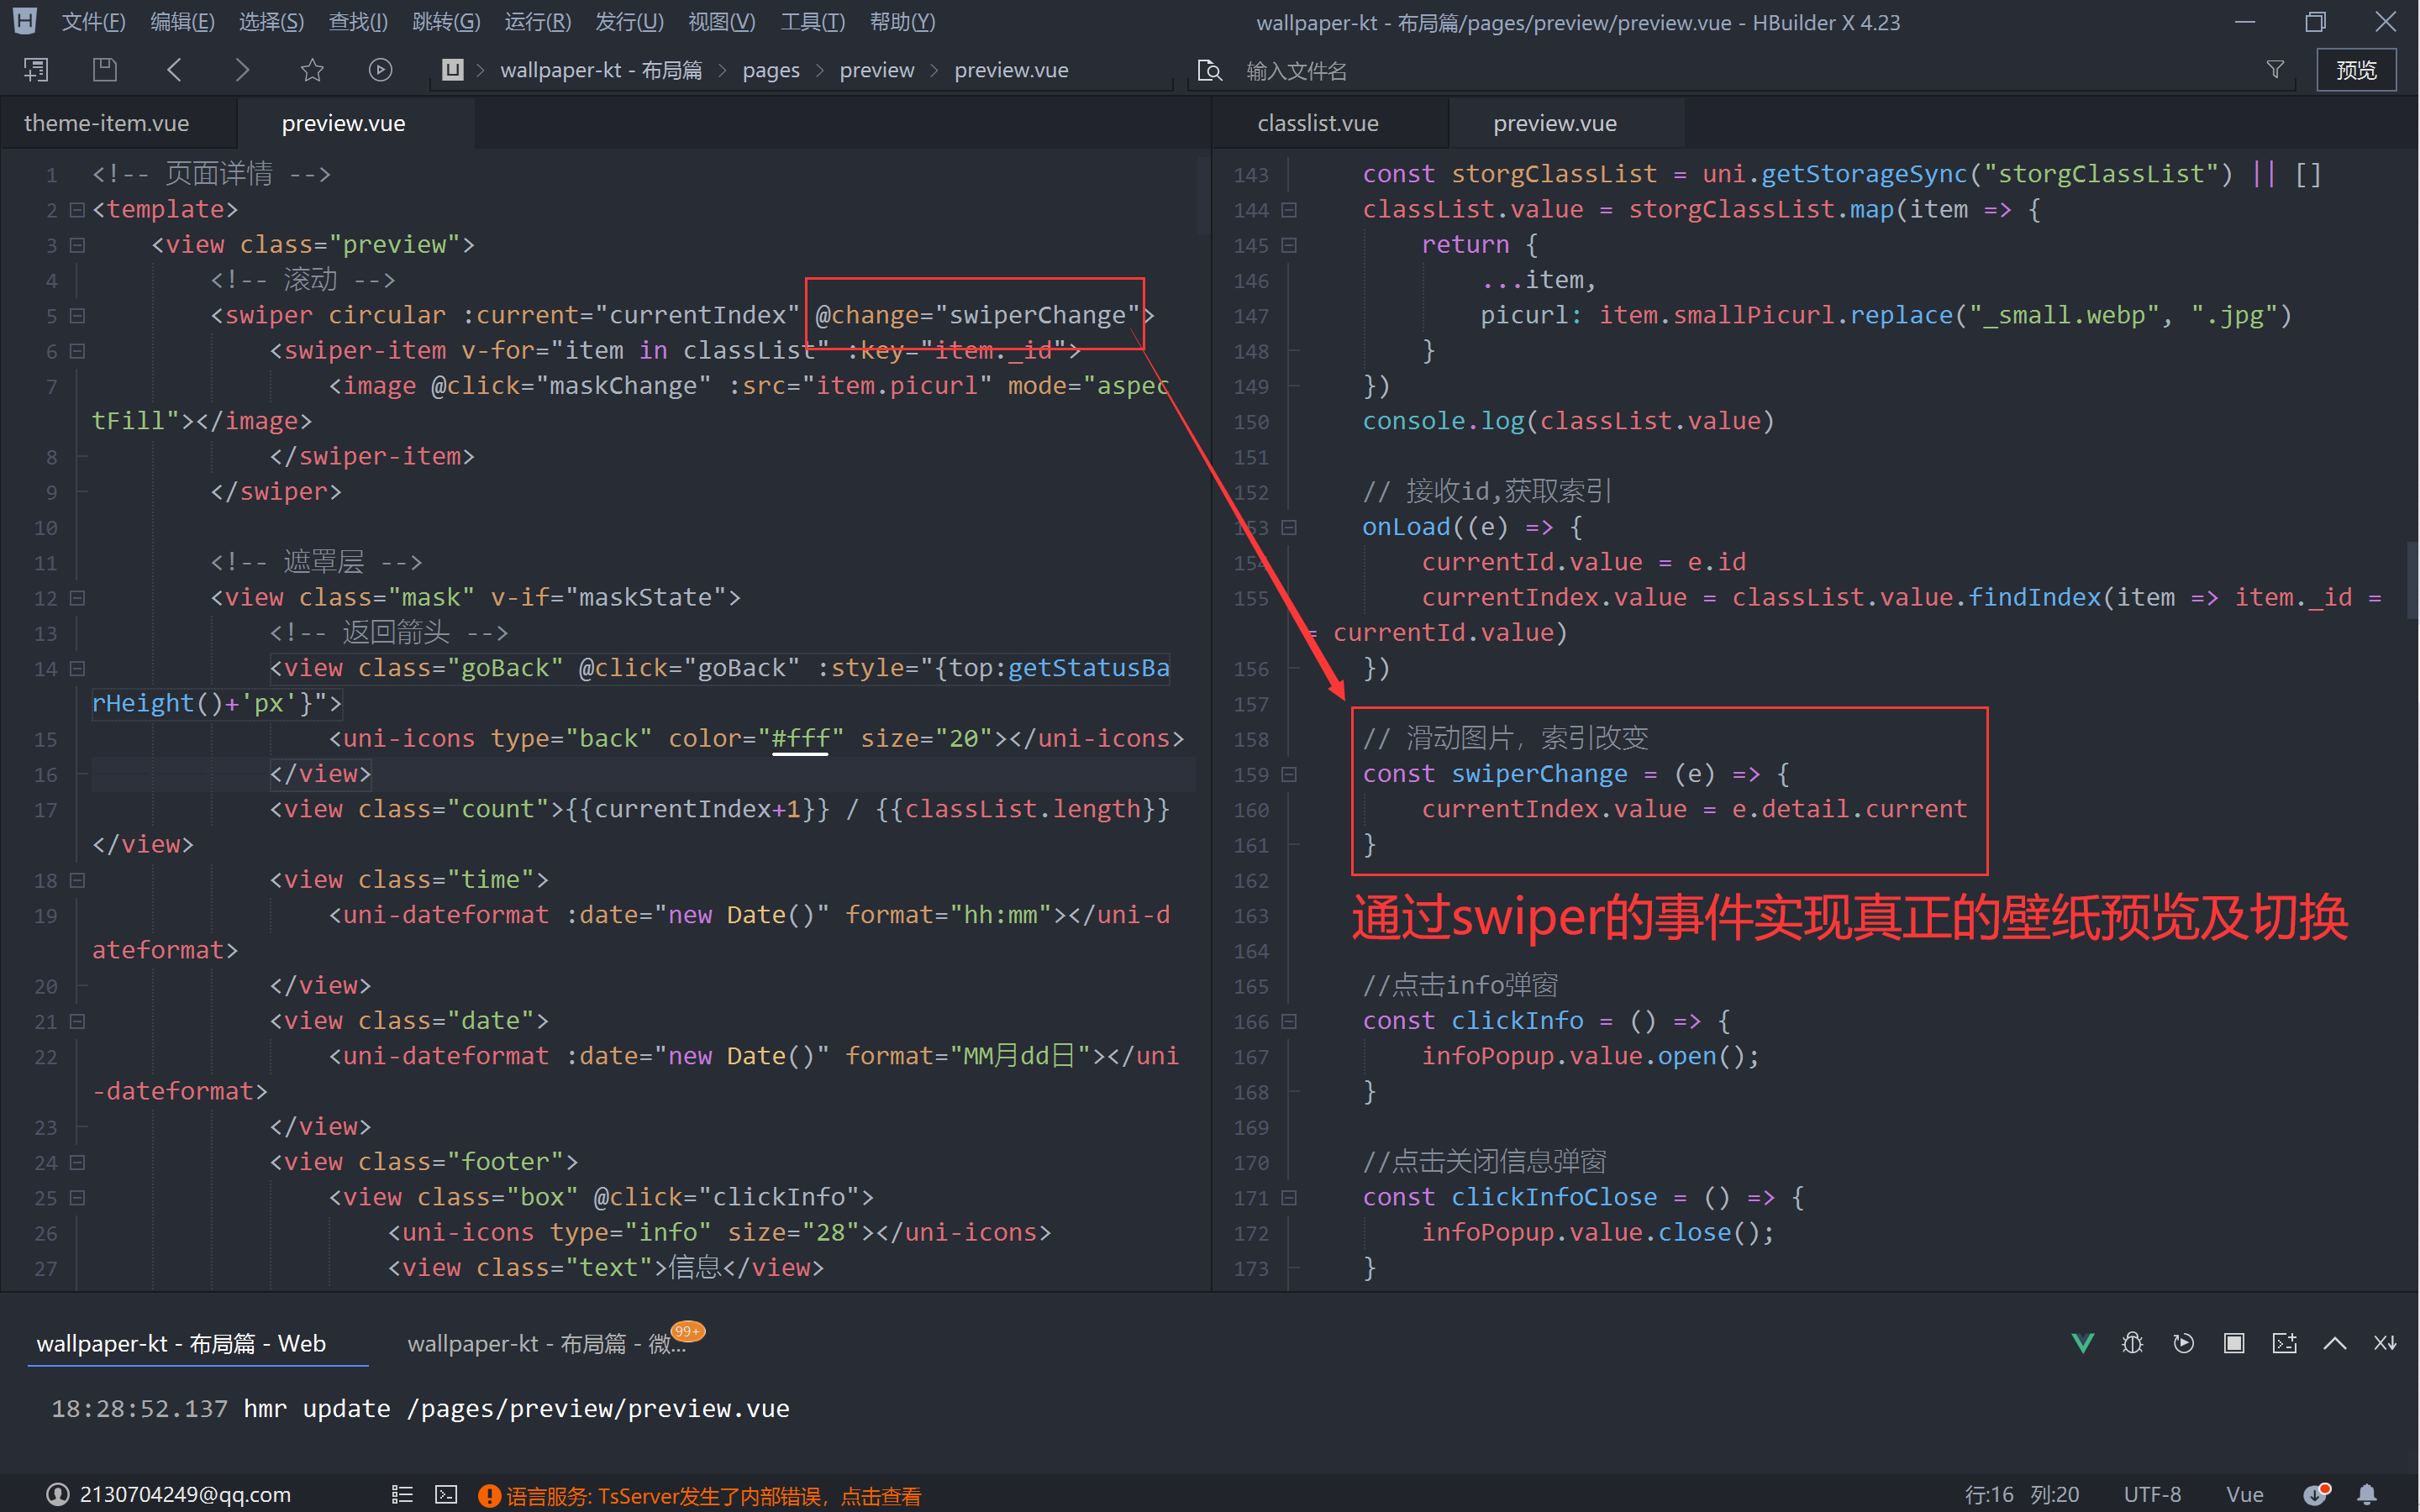 文件(F) 编辑(E) 选择(S) 查找(I) 跳转(G) 运行(R) 发行(U) 视图(V) 工具(T) 帮助(Y) wallpaper-kt - 布局篇/pages/preview/preview.vue - HBuilder X 4.23
wallpaper-kt - 布局篇 > pages > preview > preview.vue 输入文件名 预览
theme-item.vue preview.vue
1 <!-- 页面详情 -->
2 <template>
3 <view class="preview">
4 <!-- 滚动 -->
5 <swiper circular :current="currentIndex" @change="swiperChange">
6 <swiper-item v-for="item in classList" :key="item._id">
7 <image @click="maskChange" :src="item.picurl" mode="aspec
tFill"></image>
8 </swiper-item>
9 </swiper>
10
11 <!-- 遮罩层 -->
12 <view class="mask" v-if="maskState">
13 <!-- 返回箭头 -->
14 <view class="goBack" @click="goBack" :style="{top:getStatusBa
rHeight()+'px'}">
15 <uni-icons type="back" color="#fff" size="20"></uni-icons>
16 </view>
17 <view class="count">{{currentIndex+1}} / {{classList.length}}
</view>
18 <view class="time">
19 <uni-dateformat :date="new Date()" format="hh:mm"></uni-d
ateformat>
20 </view>
21 <view class="date">
22 <uni-dateformat :date="new Date()" format="MM月dd日"></uni
-dateformat>
23 </view>
24 <view class="footer">
25 <view class="box" @click="clickInfo">
26 <uni-icons type="info" size="28"></uni-icons>
27 <view class="text">信息</view>
classlist.vue preview.vue
143 const storgClassList = uni.getStorageSync("storgClassList") || []
144 classList.value = storgClassList.map(item => {
145 return {
146 ...item,
147 picurl: item.smallPicurl.replace("_small.webp", ".jpg")
148 }
149 })
150 console.log(classList.value)
151
152 // 接收id,获取索引
153 onLoad((e) => {
154 currentId.value = e.id
155 currentIndex.value = classList.value.findIndex(item => item._id =
= currentId.value)
156 })
157
158 // 滑动图片，索引改变
159 const swiperChange = (e) => {
160 currentIndex.value = e.detail.current
161 }
162
163
通过swiper的事件实现真正的壁纸预览及切换
164
165 //点击info弹窗
166 const clickInfo = () => {
167 infoPopup.value.open();
168 }
169
170 //点击关闭信息弹窗
171 const clickInfoClose = () => {
172 infoPopup.value.close();
173 }
wallpaper-kt - 布局篇 - Web wallpaper-kt - 布局篇 - 微... 99+
18:28:52.137 hmr update /pages/preview/preview.vue
2130704249@qq.com 语言服务: TsServer发生了内部错误，点击查看 行:16 列:20 UTF-8 Vue